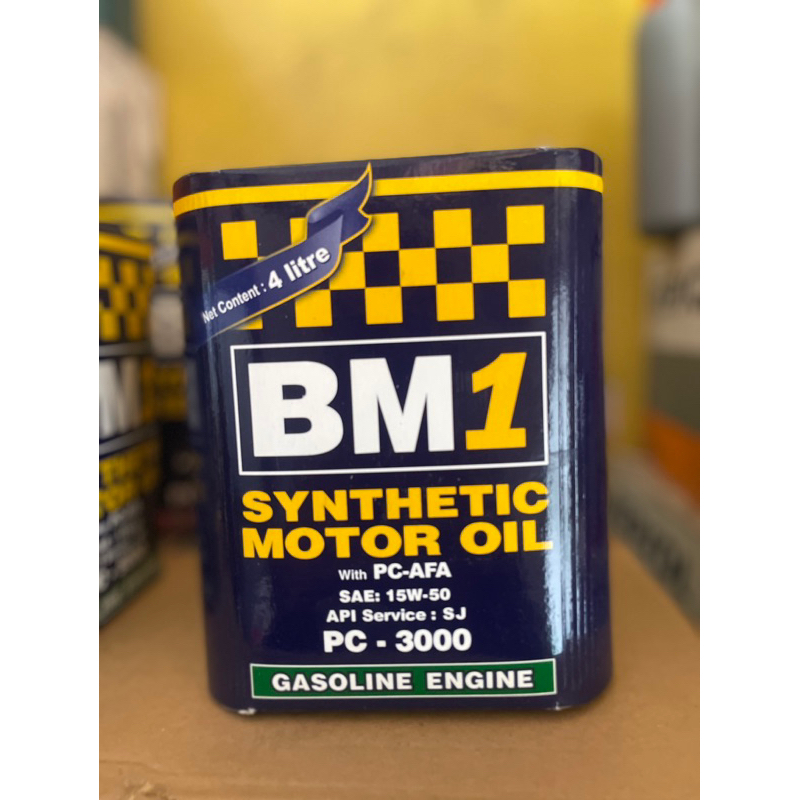 Net Content : 4 litre
BM1
SYNTHETIC
MOTOR OIL
With PC-AFA
SAE: 15W-50
API Service : SJ
PC - 3000
GASOLINE ENGINE